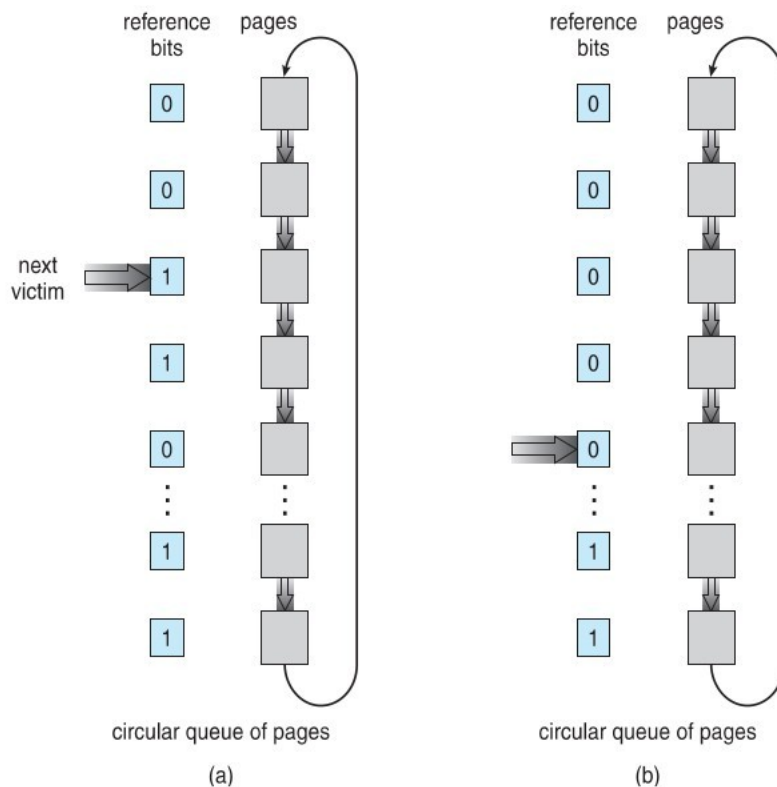 reference bits
pages
0
0
next victim
1
1
0
1
1
circular queue of pages
(a)
reference bits
pages
0
0
0
0
0
1
1
circular queue of pages
(b)